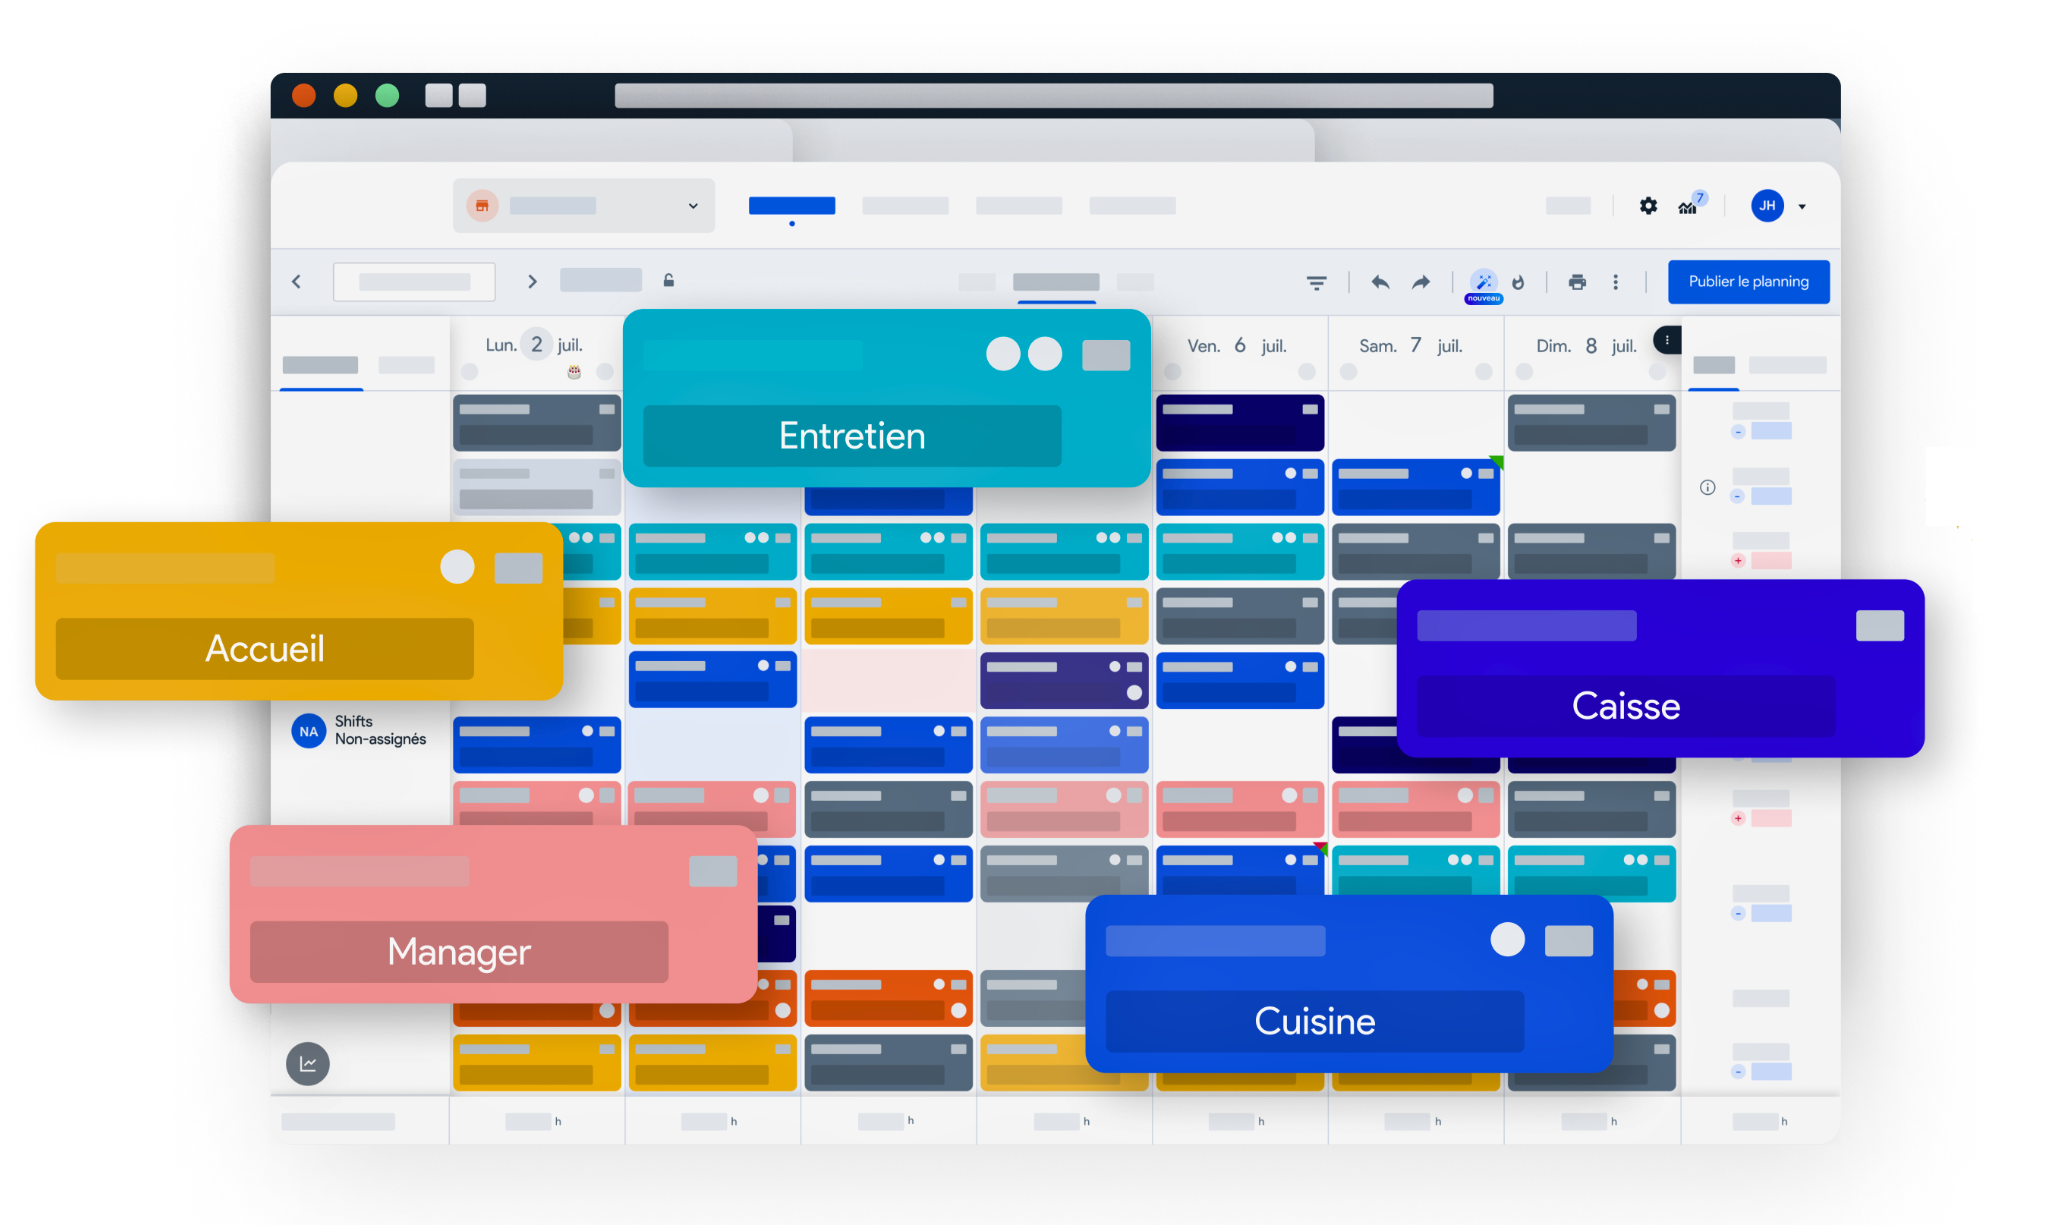 7
JH
nouveau
Publier le planning
Lun. 2 juil.
Ven. 6 juil.
Sam. 7 juil.
Dim. 8 juil.
Entretien
Accueil
Caisse
NA
Shifts
Non-assignés
Manager
Cuisine
h
h
h
h
h
h
h
h